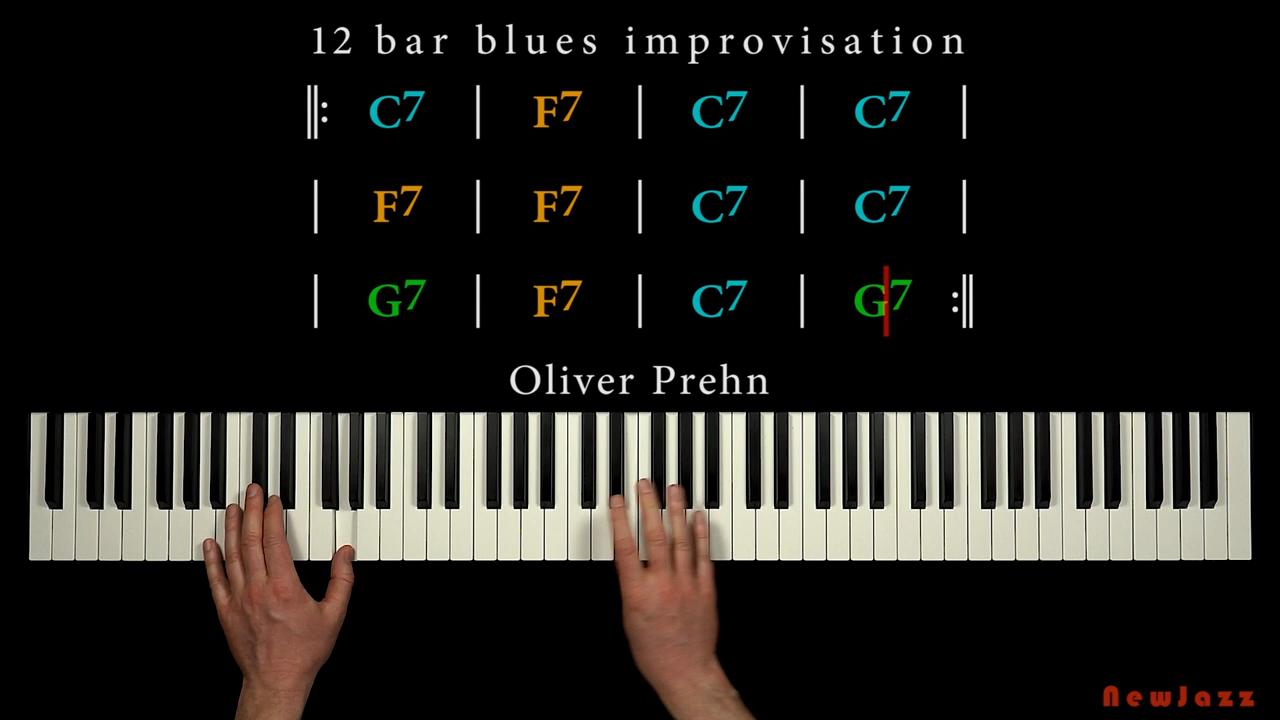 12 bar blues improvisation
‖: C7 | F7 | C7 | C7 |
| F7 | F7 | C7 | C7 |
| G7 | F7 | C7 | G7 :‖
Oliver Prehn
NewJazz